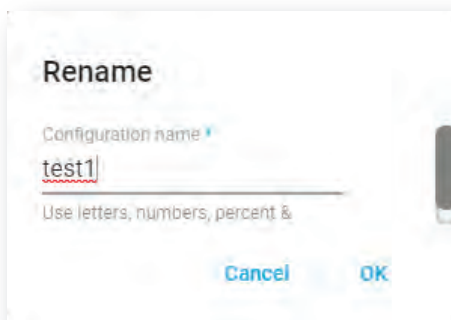 Rename
Configuration name *
test1
Use letters, numbers, percent &
Cancel OK